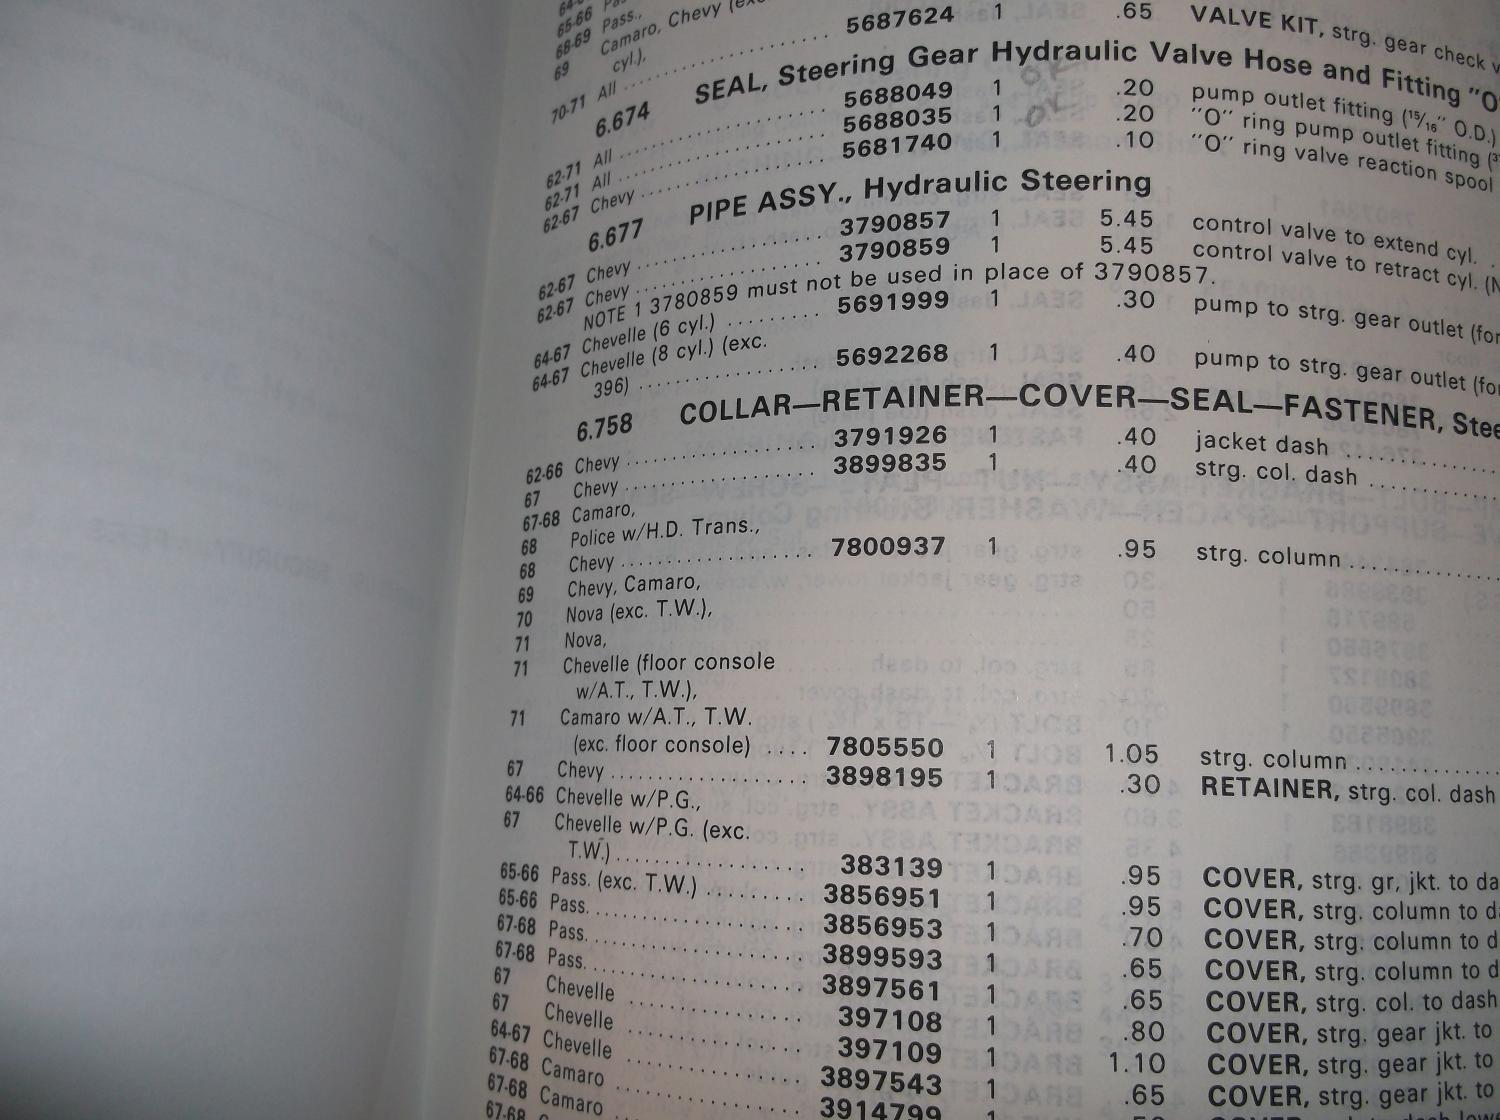 65-66 Pass.,
68-69 Camaro, Chevy (exc
69 cyl.),
70-71 All 5687624 1 .65 VALVE KIT, strg. gear check v
6.674 SEAL, Steering Gear Hydraulic Valve Hose and Fitting "O
62-71 All 5688049 1 .20 pump outlet fitting (15/16" O.D.)
62-71 All 5688035 1 .20 "O" ring pump outlet fitting (
62-67 Chevy 5681740 1 .10 "O" ring valve reaction spool
6.677 PIPE ASSY., Hydraulic Steering
62-67 Chevy 3790857 1 5.45 control valve to extend cyl.
62-67 Chevy 3790859 1 5.45 control valve to retract cyl. (N
NOTE 1 3780859 must not be used in place of 3790857.
64-67 Chevelle (6 cyl.) 5691999 1 .30 pump to strg. gear outlet (for
64-67 Chevelle (8 cyl.) (exc.
396) 5692268 1 .40 pump to strg. gear outlet (for
6.758 COLLAR—RETAINER—COVER—SEAL—FASTENER, Stee
62-66 Chevy 3791926 1 .40 jacket dash
67 Chevy 3899835 1 .40 strg. col. dash
67-68 Camaro,
68 Police w/H.D. Trans.,
68 Chevy 7800937 1 .95 strg. column
69 Chevy, Camaro,
70 Nova (exc. T.W.),
71 Nova,
71 Chevelle (floor console
w/A.T., T.W.),
71 Camaro w/A.T., T.W.
(exc. floor console) 7805550 1 1.05 strg. column
67 Chevy 3898195 1 .30 RETAINER, strg. col. dash
64-66 Chevelle w/P.G.,
67 Chevelle w/P.G. (exc.
T.W.) 383139 1 .95 COVER, strg. gr, jkt. to da
65-66 Pass. (exc. T.W.) 3856951 1 .95 COVER, strg. column to d
65-66 Pass. 3856953 1 .70 COVER, strg. column to d
67-68 Pass. 3899593 1 .65 COVER, strg. column to d
67-68 Pass. 3897561 1 .65 COVER, strg. col. to dash
67 Chevelle 397108 1 .80 COVER, strg. gear jkt. to
67 Chevelle 397109 1 1.10 COVER, strg. gear jkt. to
64-67 Chevelle 3897543 1 .65 COVER, strg. gear jkt. to
67-68 Camaro 3914799
67-68 Camaro
67-68